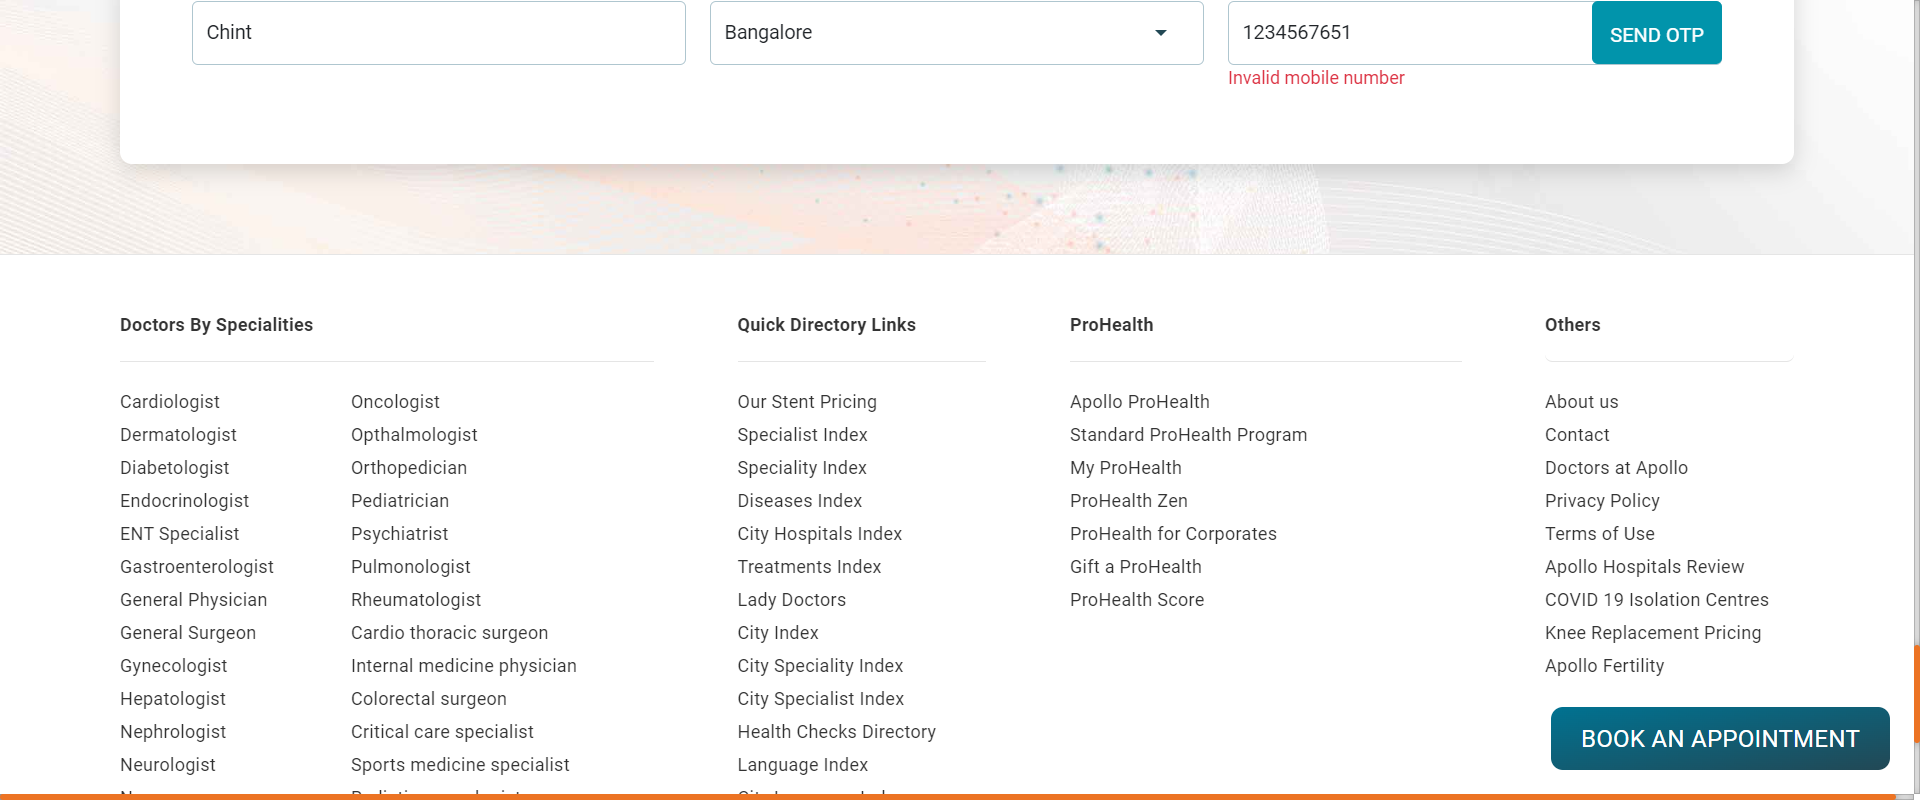 Chint
Bangalore
1234567651
SEND OTP
Invalid mobile number
Doctors By Specialities
Cardiologist
Dermatologist
Diabetologist
Endocrinologist
ENT Specialist
Gastroenterologist
General Physician
General Surgeon
Gynecologist
Hepatologist
Nephrologist
Neurologist
Oncologist
Opthalmologist
Orthopedician
Pediatrician
Psychiatrist
Pulmonologist
Rheumatologist
Cardio thoracic surgeon
Internal medicine physician
Colorectal surgeon
Critical care specialist
Sports medicine specialist
Quick Directory Links
Our Stent Pricing
Specialist Index
Speciality Index
Diseases Index
City Hospitals Index
Treatments Index
Lady Doctors
City Index
City Speciality Index
City Specialist Index
Health Checks Directory
Language Index
ProHealth
Apollo ProHealth
Standard ProHealth Program
My ProHealth
ProHealth Zen
ProHealth for Corporates
Gift a ProHealth
ProHealth Score
Others
About us
Contact
Doctors at Apollo
Privacy Policy
Terms of Use
Apollo Hospitals Review
COVID 19 Isolation Centres
Knee Replacement Pricing
Apollo Fertility
BOOK AN APPOINTMENT